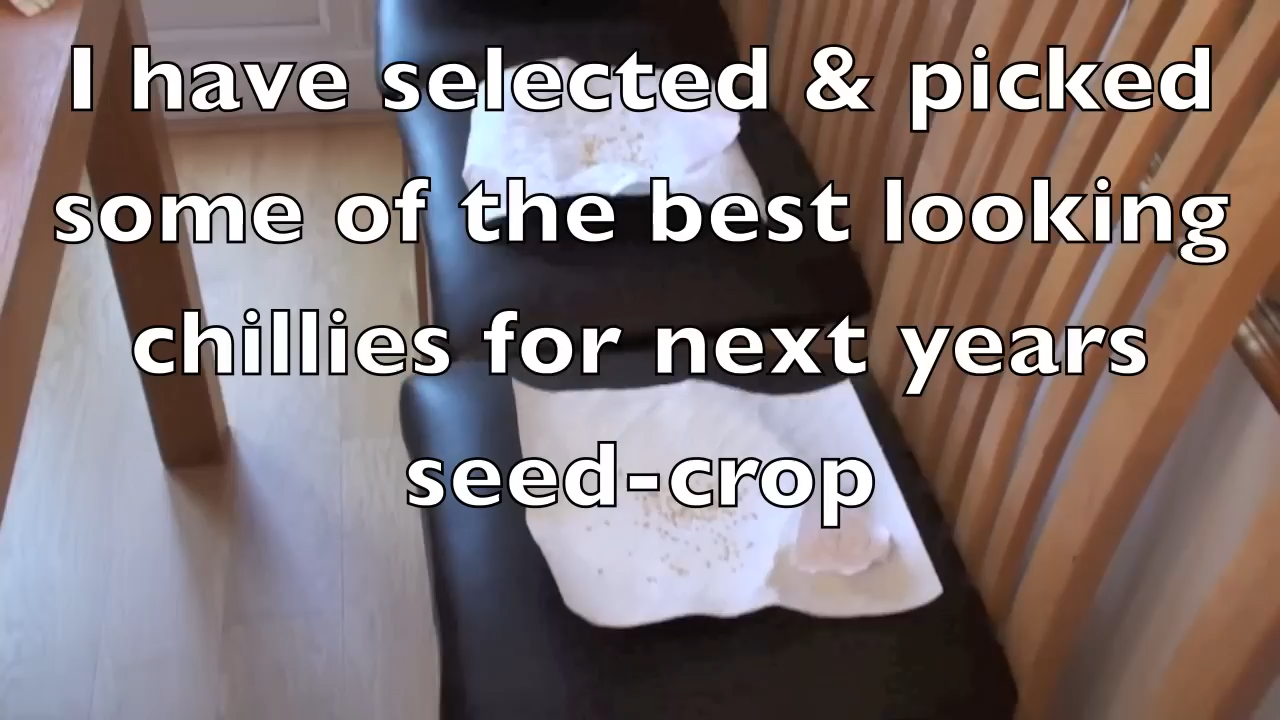 I have selected & picked
some of the best looking
chillies for next years
seed-crop